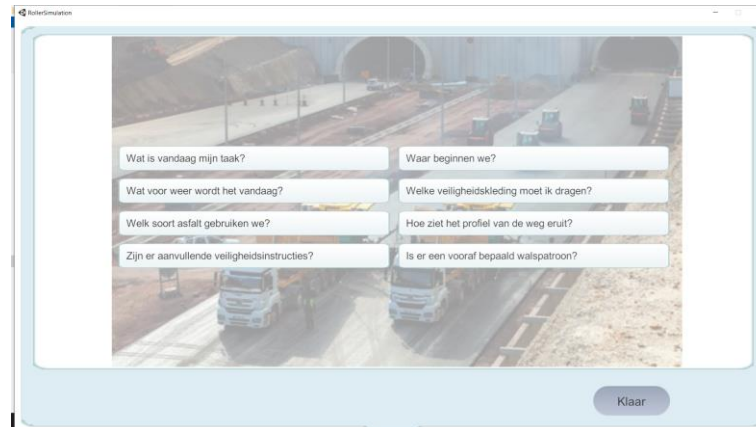 RollerSimulation
Wat is vandaag mijn taak?
Waar beginnen we?
Wat voor weer wordt het vandaag?
Welke veiligheidskleding moet ik dragen?
Welk soort asfalt gebruiken we?
Hoe ziet het profiel van de weg eruit?
Zijn er aanvullende veiligheidsinstructies?
Is er een vooraf bepaald walspatroon?
Klaar